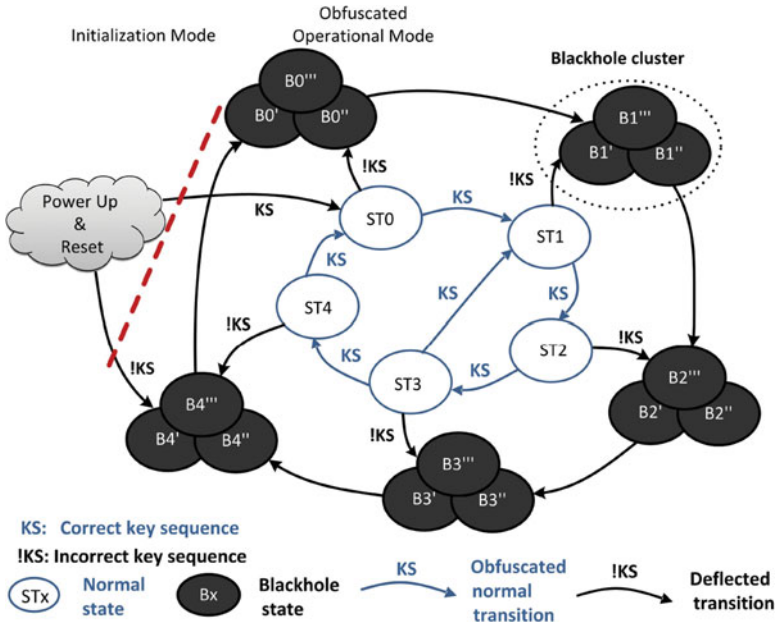 Initialization Mode
Obfuscated
Operational Mode
Blackhole cluster
B0'''
B0'
B0''
B1'''
B1'
B1''
!KS
!KS
Power Up
&
Reset
KS
ST0
KS
ST1
KS
KS
KS
ST4
ST2
!KS
!KS
KS
KS
ST3
!KS
!KS
B4'''
B4'
B4''
B2'''
B2'
B2''
B3'''
B3'
B3''
KS: Correct key sequence
!KS: Incorrect key sequence
STx
Normal
state
Bx
Blackhole
state
KS
Obfuscated
normal
transition
!KS
Deflected
transition